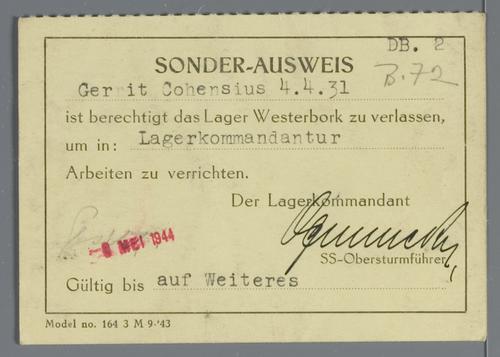 DB. 2
B.72
SONDER-AUSWEIS
Gerrit Cohensius 4.4.31
ist berechtigt das Lager Westerbork zu verlassen,
um in: Lagerkommandantur
Arbeiten zu verrichten.
Der Lagerkommandant
MEI 1944
SS-Obersturmführer
Gültig bis auf Weiteres
Model no. 164 3 M 9-'43